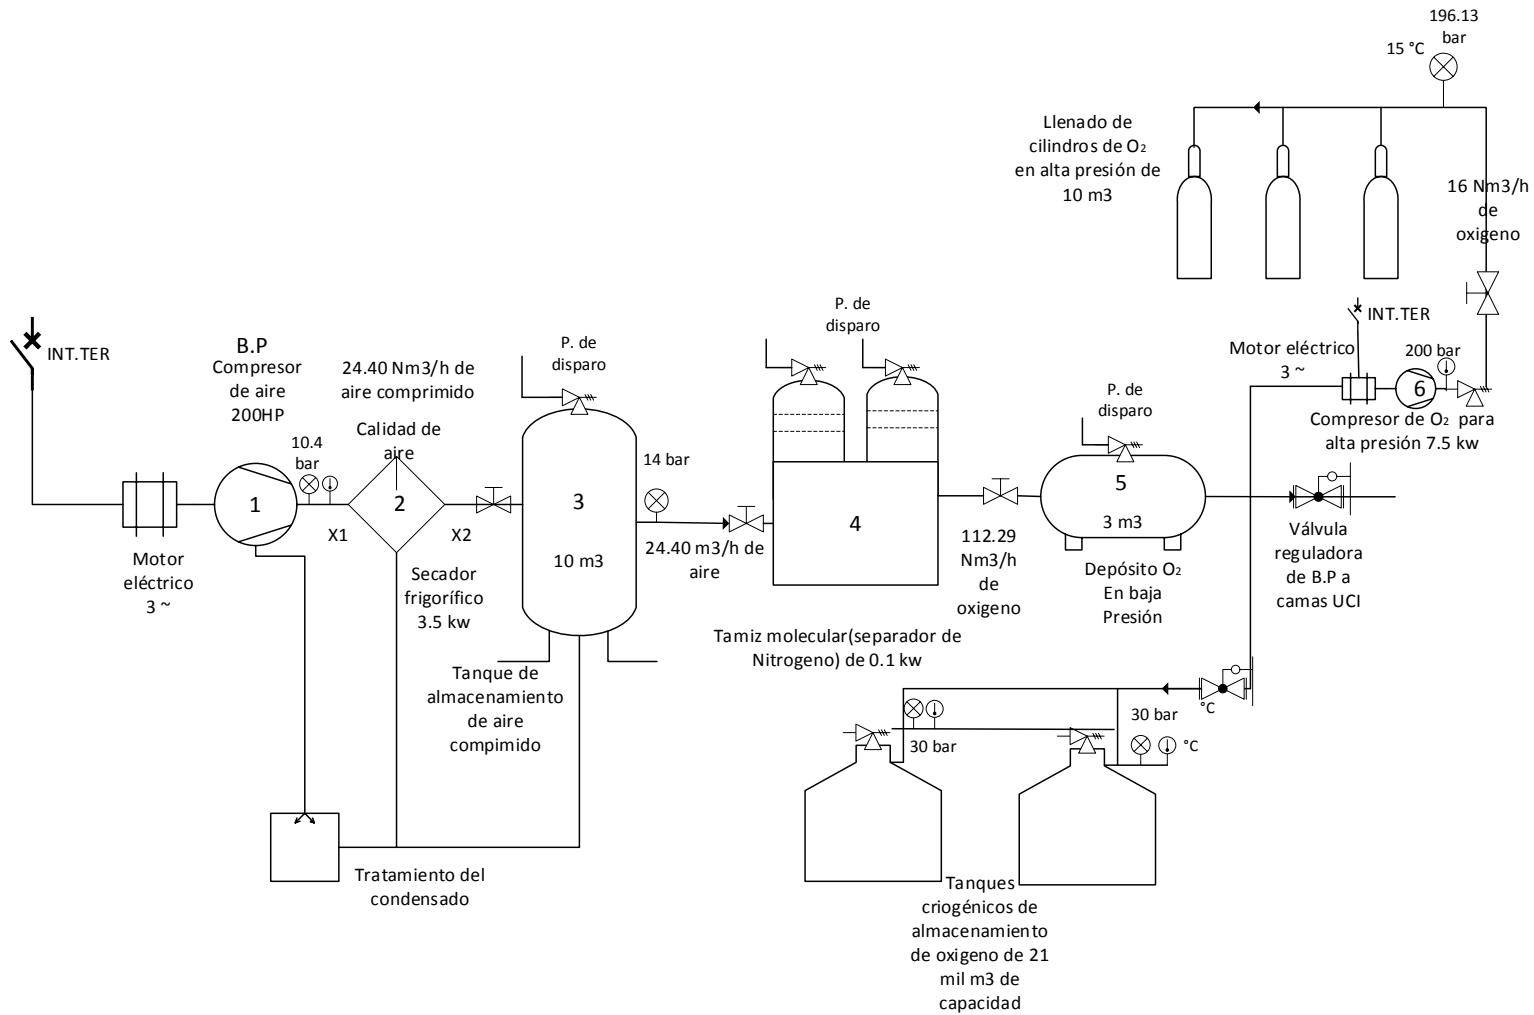 196.13
bar
15 °C
Llenado de
cilindros de O₂
en alta presión de
10 m3
16 Nm3/h
de
oxigeno
INT.TER
B.P
Compresor
de aire
200HP
24.40 Nm3/h de
aire comprimido
Calidad de
aire
P. de
disparo
P. de
disparo
INT.TER
Motor eléctrico
3 ~
200 bar
6
Compresor de O₂ para
alta presión 7.5 kw
P. de
disparo
10.4
bar
14 bar
1
2
3
4
5
10 m3
3 m3
X1
X2
Motor
eléctrico
3 ~
Secador
frigorífico
3.5 kw
24.40 m3/h de
aire
112.29
Nm3/h
de
oxigeno
Depósito O₂
En baja
Presión
Válvula
reguladora
de B.P a
camas UCI
Tamiz molecular(separador de
Nitrogeno) de 0.1 kw
Tanque de
almacenamiento
de aire
compimido
30 bar
30 bar
°C
°C
Tratamiento del
condensado
Tanques
criogénicos de
almacenamiento
de oxigeno de 21
mil m3 de
capacidad